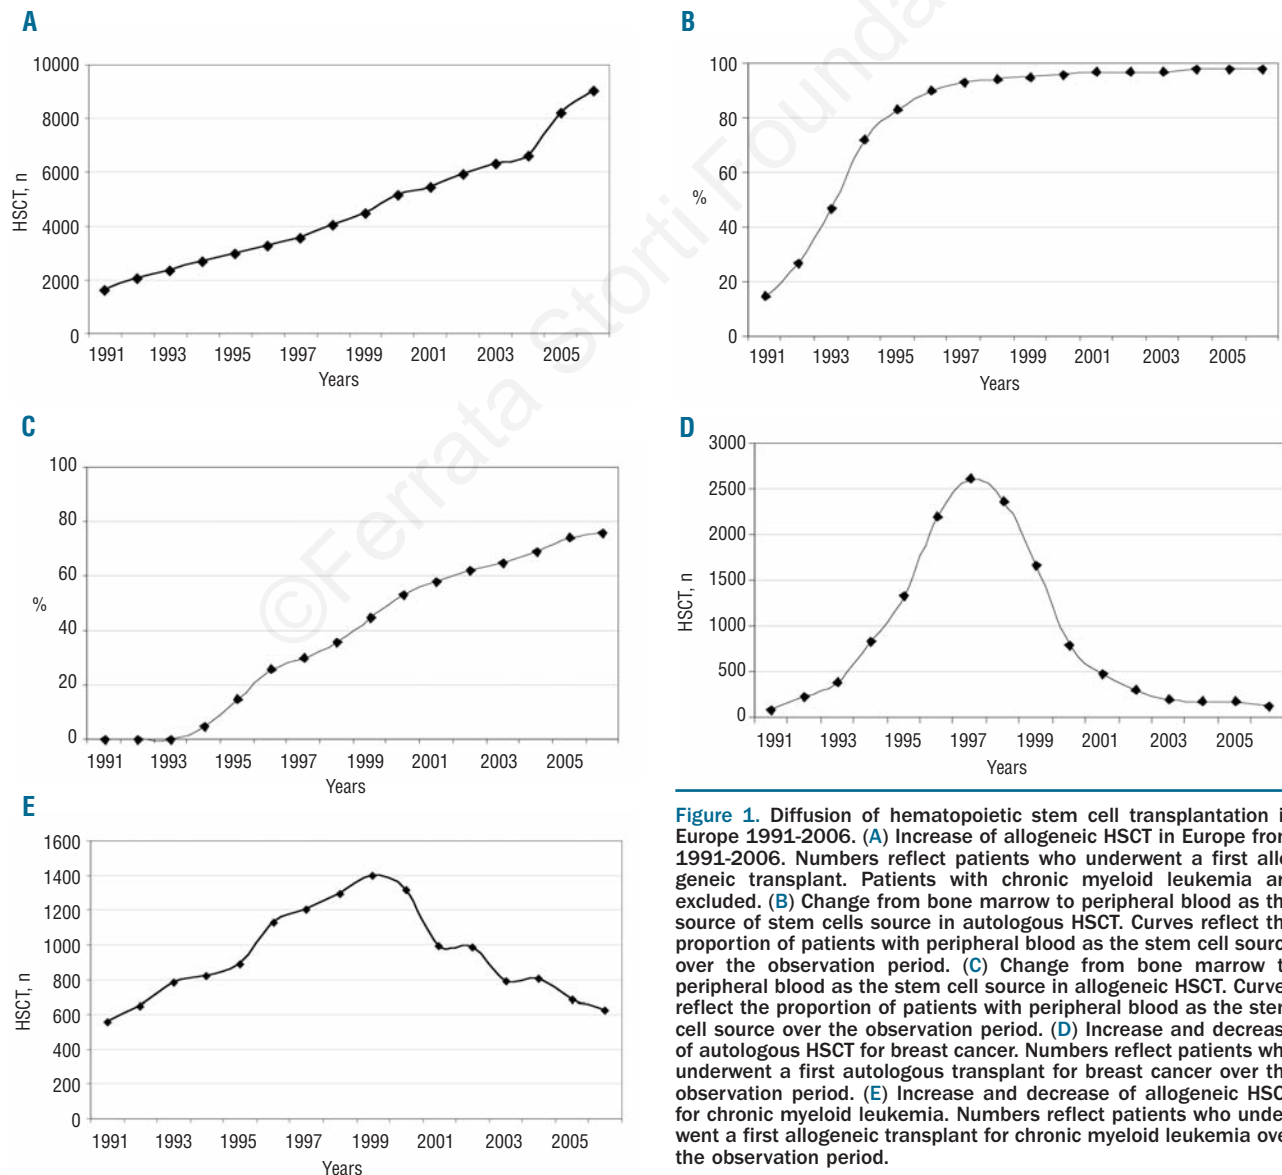 A
10000
8000
6000
4000
2000
0
HSCT, n
1991 1993 1995 1997 1999 2001 2003 2005
Years
B
100
80
60
%
40
20
0
1991 1993 1995 1997 1999 2001 2003 2005
Years
C
100
80
60
%
40
20
0
1991 1993 1995 1997 1999 2001 2003 2005
Years
D
3000
2500
2000
1500
1000
500
0
HSCT, n
1991 1993 1995 1997 1999 2001 2003 2005
Years
E
1600
1400
1200
1000
800
600
400
200
0
HSCT, n
1991 1993 1995 1997 1999 2001 2003 2005
Years
©Ferrata Storti Founda
Figure 1. Diffusion of hematopoietic stem cell transplantation i
Europe 1991-2006. (A) Increase of allogeneic HSCT in Europe from
1991-2006. Numbers reflect patients who underwent a first allo
geneic transplant. Patients with chronic myeloid leukemia ar
excluded. (B) Change from bone marrow to peripheral blood as th
source of stem cells source in autologous HSCT. Curves reflect th
proportion of patients with peripheral blood as the stem cell sourc
over the observation period. (C) Change from bone marrow t
peripheral blood as the stem cell source in allogeneic HSCT. Curve
reflect the proportion of patients with peripheral blood as the stem
cell source over the observation period. (D) Increase and decreas
of autologous HSCT for breast cancer. Numbers reflect patients wh
underwent a first autologous transplant for breast cancer over th
observation period. (E) Increase and decrease of allogeneic HSC
for chronic myeloid leukemia. Numbers reflect patients who under
went a first allogeneic transplant for chronic myeloid leukemia ove
the observation period.